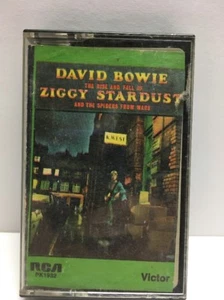 DAVID BOWIE
THE RISE AND FALL OF
ZIGGY STARDUST
AND THE SPIDERS FROM MARS
K.WEST
RCA
Victor